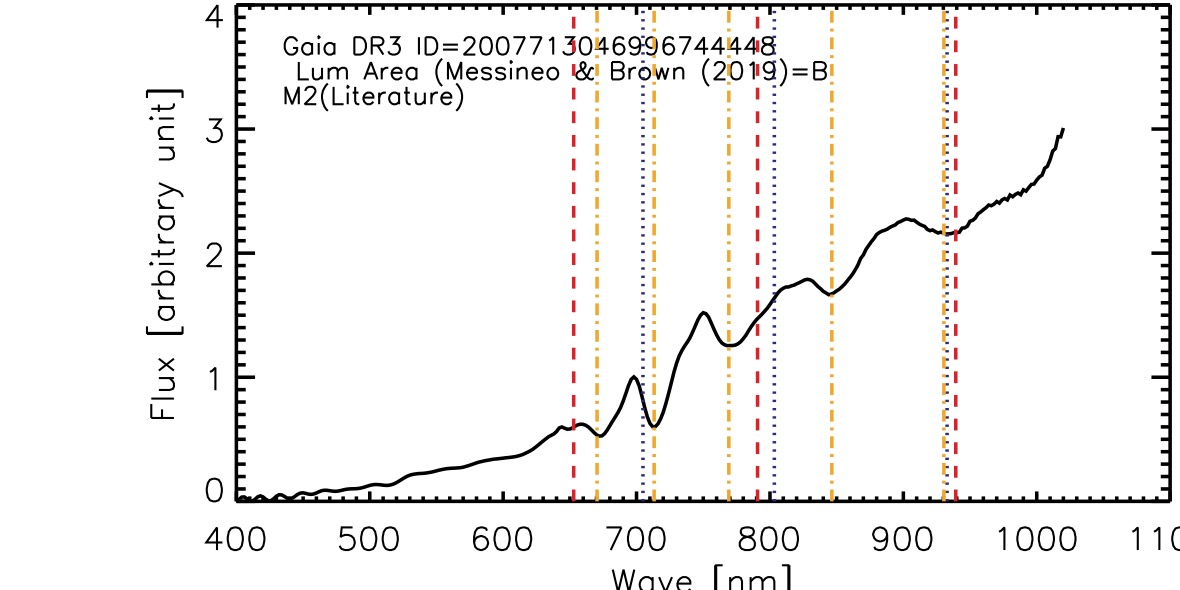 4
Gaia DR3 ID=2007713046996744448
Lum Area (Messineo & Brown (2019)=B
M2(Literature)
3
2
1
0
Flux [arbitrary unit]
400 500 600 700 800 900 1000 110
Wave [nm]